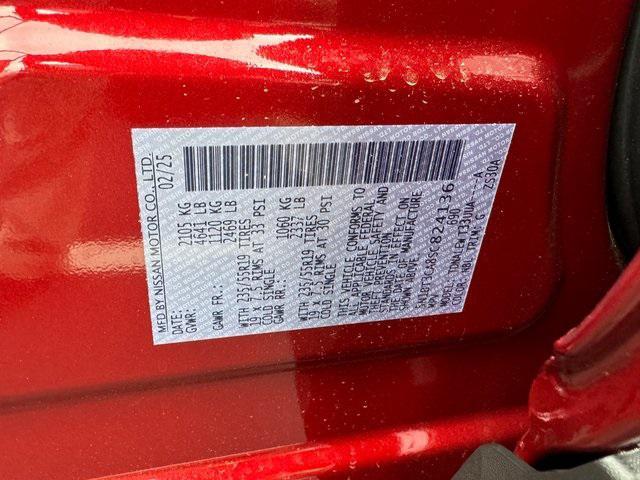 MFD BY NISSAN MOTOR CO., LTD.
DATE: 02/25
GVWR: 2105 KG
4641 LB
GAWR FR.: 1120 KG
2469 LB
WITH 235/55R19 TIRES
19 X 7.5 RIMS AT 33 PSI
COLD SINGLE
GAWR RR.: 1060 KG
2337 LB
WITH 235/55R19 TIRES
19 X 7.5 RIMS AT 30 PSI
COLD SINGLE
THIS VEHICLE CONFORMS TO
ALL APPLICABLE FEDERAL
MOTOR VEHICLE SAFETY AND
THEFT PREVENTION
STANDARDS IN EFFECT ON
THE DATE OF MANUFACTURE
SHOWN ABOVE.
824136
MPV
MODEL
COLOR NO. TRIM: G